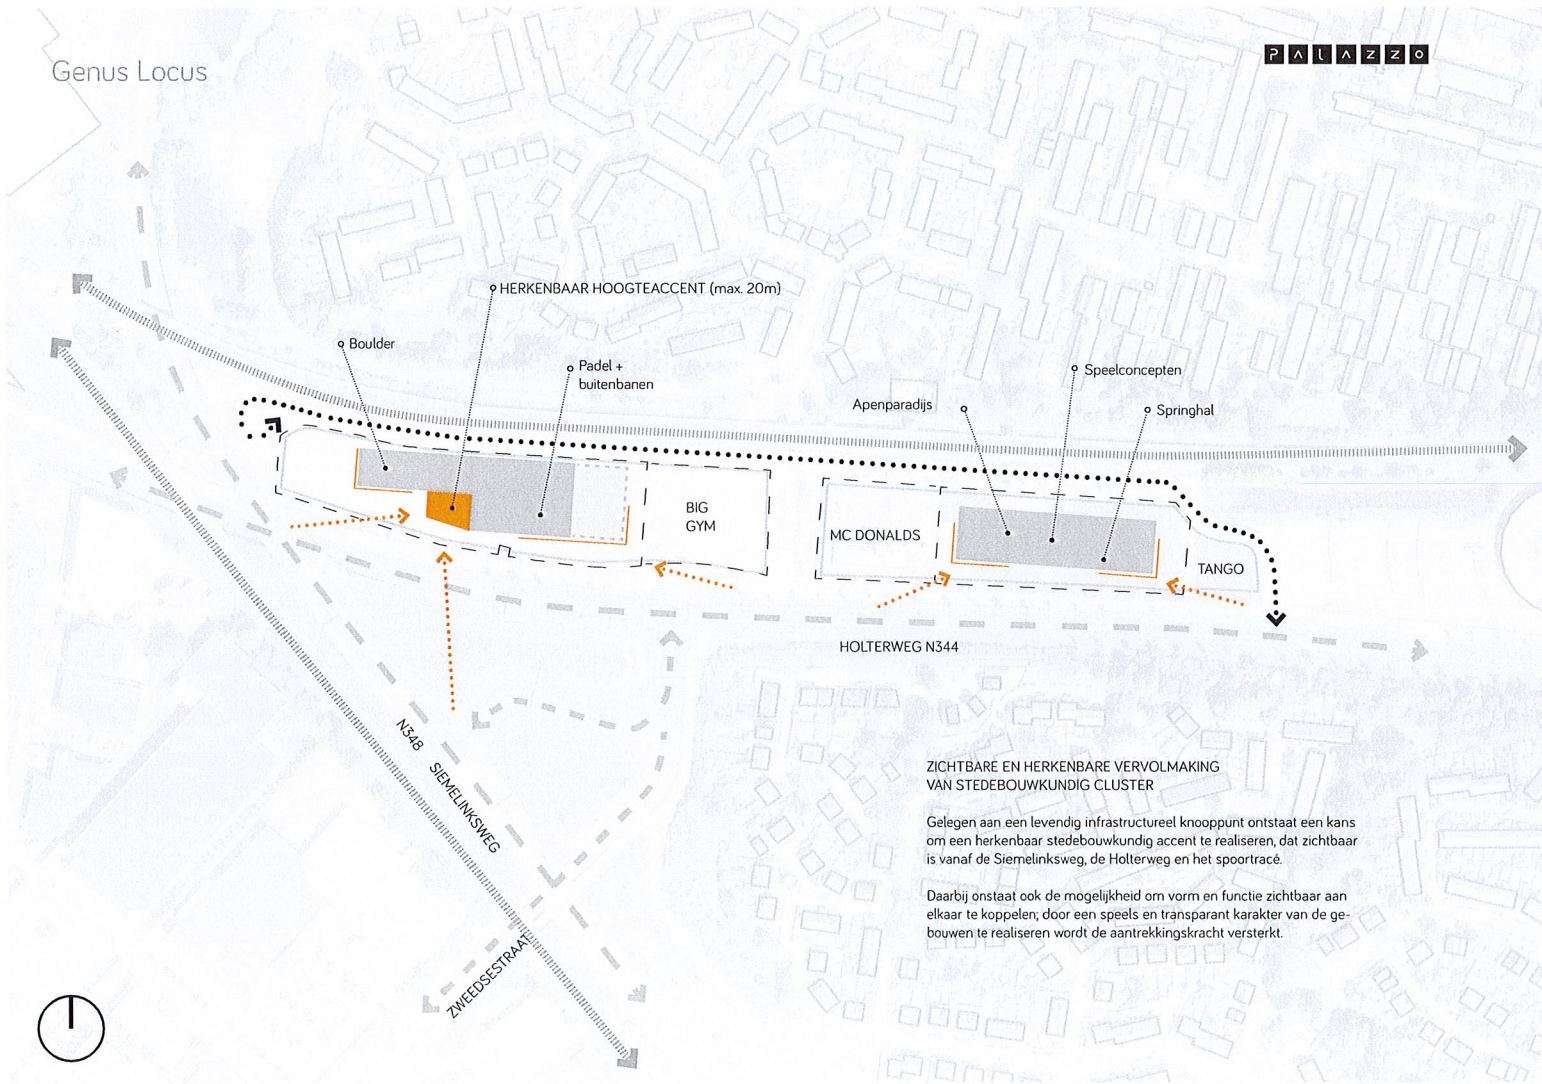 Genus Locus
PALAZZO
HERKENBAAR HOOGTEACCENT (max. 20m)
Boulder
Padel +
buitenbanen
Speelconcepten
Apenparadijs
Springhal
BIG
GYM
MC DONALDS
TANGO
HOLTERWEG N344
N348
SIEMELINKSWEG
ZWEEDSESTRAAT
ZICHTBARE EN HERKENBARE VERVOLMAKING
VAN STEDEBOUWKUNDIG CLUSTER
Gelegen aan een levendig infrastructureel knooppunt ontstaat een kans
om een herkenbaar stedebouwkundig accent te realiseren, dat zichtbaar
is vanaf de Siemelinksweg, de Holterweg en het spoortracé.
Daarbij onstaat ook de mogelijkheid om vorm en functie zichtbaar aan
elkaar te koppelen; door een speels en transparant karakter van de ge-
bouwen te realiseren wordt de aantrekkingskracht versterkt.